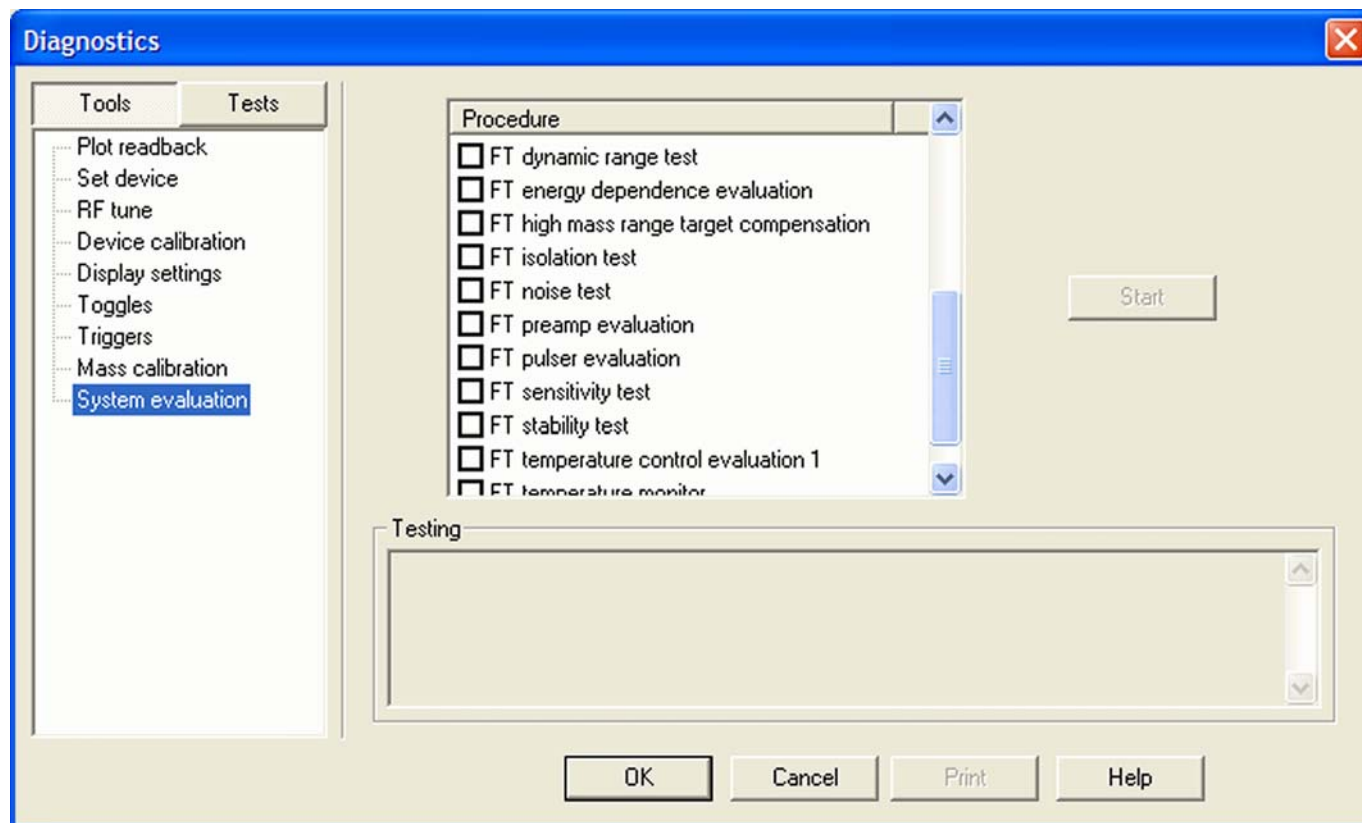 Diagnostics
Tools
Tests
Plot readback
Set device
RF tune
Device calibration
Display settings
Toggles
Triggers
Mass calibration
System evaluation
Procedure
FT dynamic range test
FT energy dependence evaluation
FT high mass range target compensation
FT isolation test
FT noise test
FT preamp evaluation
FT pulser evaluation
FT sensitivity test
FT stability test
FT temperature control evaluation 1
FT temperature monitor
Start
Testing
OK
Cancel
Print
Help